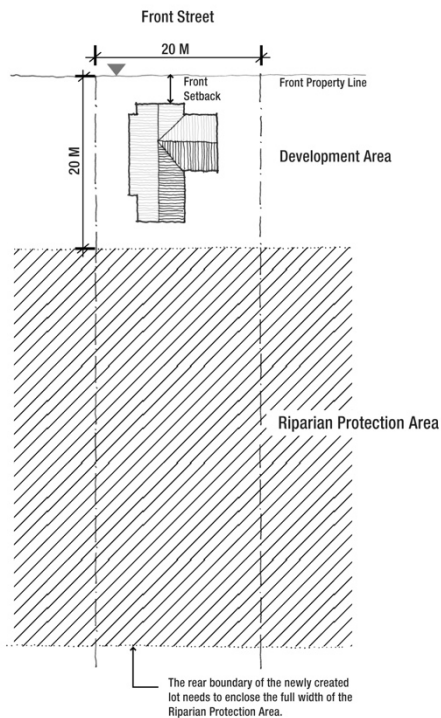 Front Street
20 M
Front
Setback
Front Property Line
20 M
Development Area
Riparian Protection Area
The rear boundary of the newly created
lot needs to enclose the full width of the
Riparian Protection Area.